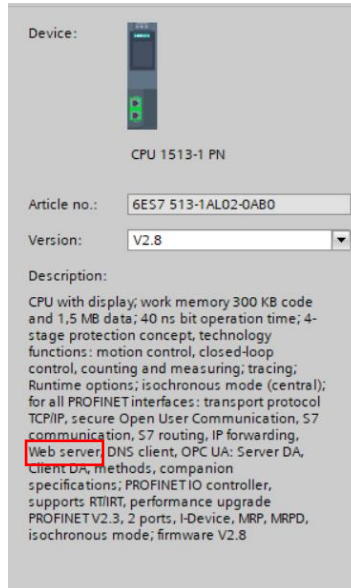 Device:
SIEMENS
CPU 1513-1 PN
Article no.: 6ES7 513-1AL02-0AB0
Version: V2.8
Description:
CPU with display; work memory 300 KB code
and 1,5 MB data; 40 ns bit operation time; 4-
stage protection concept, technology
functions: motion control, closed-loop
control, counting and measuring; tracing;
Runtime options; isochronous mode (central);
for all PROFINET interfaces: transport protocol
TCP/IP, secure Open User Communication, S7
communication, S7 routing, IP forwarding,
Web server, DNS client, OPC UA: Server DA,
Client DA, methods, companion
specifications; PROFINET IO controller,
supports RT/IRT, performance upgrade
PROFINET V2.3, 2 ports, I-Device, MRP, MRPD,
isochronous mode; firmware V2.8